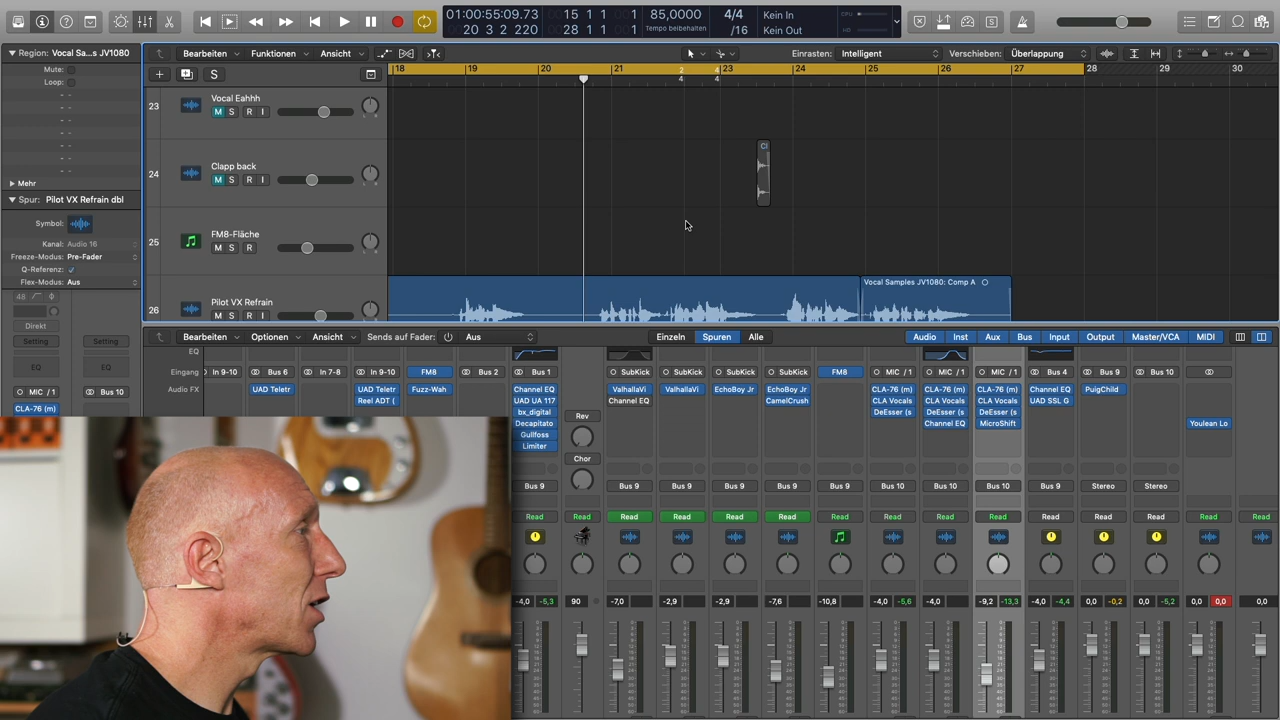 01:00:55:09.73
20 3 2 220
15 1 1 1
28 1 1 1
85,0000
Tempo beibehalten
4/4
/16
Kein In
Kein Out
CPU
HD
Region: Vocal Sa...s JV1080
Mute:
Loop:
Mehr
Spur: Pilot VX Refrain dbl
Symbol:
Kanal: Audio 16
Freeze-Modus: Pre-Fader
Q-Referenz:
Flex-Modus: Aus
48
Direkt
Setting Setting
EQ EQ
MIC / 1 Bus 10
CLA-76 (m)
Bearbeiten Funktionen Ansicht
Einrasten: Intelligent Verschieben: Überlappung
S
18 19 20 21 23 24 25 26 27 28 29 30
2 4
4 4
23 Vocal Eahhh
M S R I
24 Clapp back
M S R I
Cl
25 FM8-Fläche
M S R
26 Pilot VX Refrain
M S R I
Vocal Samples JV1080: Comp A
Bearbeiten Optionen Ansicht Sends auf Fader: Aus
Einzeln Spuren Alle
Audio Inst Aux Bus Input Output Master/VCA MIDI
EQ
Eingang In 9-10 Bus 6 In 7-8 In 9-10 FM8 Bus 2 Bus 1 SubKick SubKick SubKick SubKick FM8 MIC / 1 MIC / 1 MIC / 1 Bus 4 Bus 9 Bus 10
Audio FX UAD Teletr UAD Teletr Fuzz-Wah Channel EQ ValhallaVi ValhallaVi EchoBoy Jr EchoBoy Jr CLA-76 (m) CLA-76 (m) CLA-76 (m) Channel EQ PuigChild
Reel ADT ( UAD UA 117 Channel EQ CamelCrush CLA Vocals CLA Vocals CLA Vocals UAD SSL G
bx_digital DeEsser (s DeEsser (s DeEsser (s
Decapitato Channel EQ MicroShift Youlean Lo
Gullfoss
Limiter
Rev
Chor
Bus 9 Bus 9 Bus 9 Bus 9 Bus 9 Bus 9 Bus 10 Bus 10 Bus 10 Bus 9 Stereo Stereo
Read Read Read Read Read Read Read Read Read Read Read Read Read Read Read
-4,0 -5,3 90 -7,0 -2,9 -2,9 -7,6 -10,8 -4,0 -5,6 -4,0 -9,2 -13,3 -4,0 -4,4 0,0 -0,2 0,0 -5,2 0,0 0,0 0,0